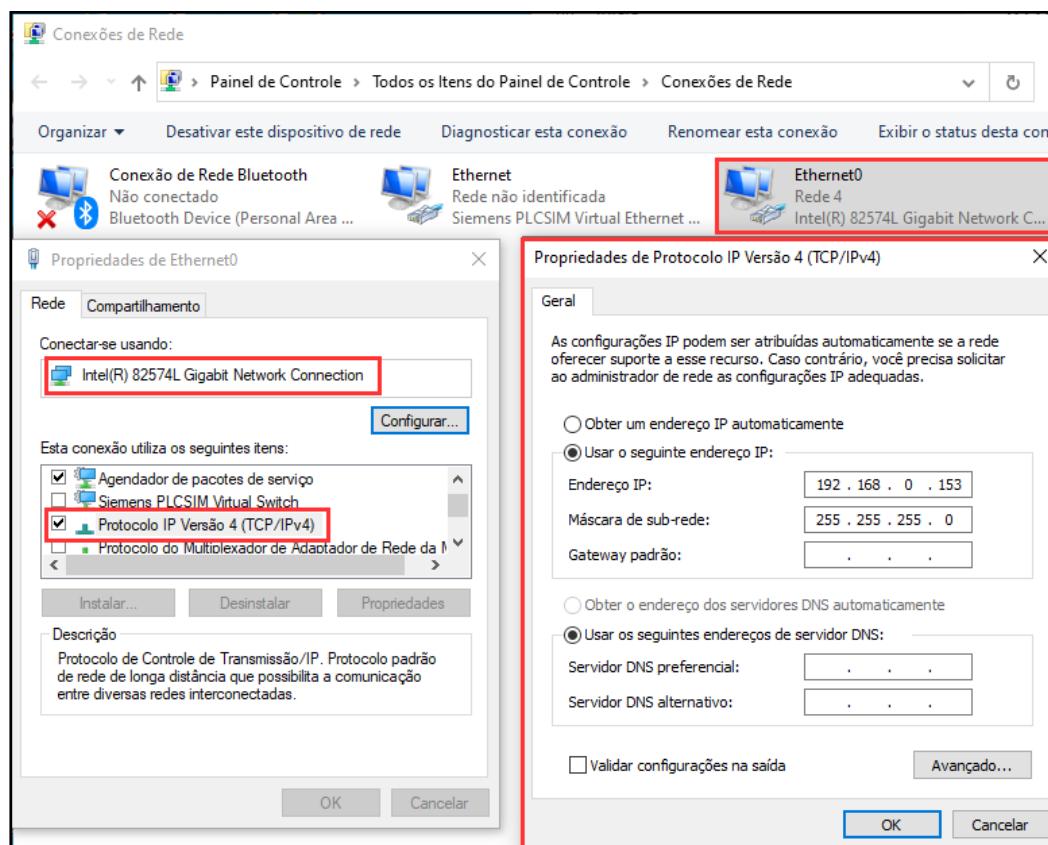 Conexões de Rede
Painel de Controle > Todos os Itens do Painel de Controle > Conexões de Rede
Organizar Desativar este dispositivo de rede Diagnosticar esta conexão Renomear esta conexão Exibir o status desta con
Conexão de Rede Bluetooth
Não conectado
Bluetooth Device (Personal Area ...
Ethernet
Rede não identificada
Siemens PLCSIM Virtual Ethernet ...
Ethernet0
Rede 4
Intel(R) 82574L Gigabit Network C...
Propriedades de Ethernet0
Rede Compartilhamento
Conectar-se usando:
Intel(R) 82574L Gigabit Network Connection
Configurar...
Esta conexão utiliza os seguintes itens:
Agendador de pacotes de serviço
Siemens PLCSIM Virtual Switch
Protocolo IP Versão 4 (TCP/IPv4)
Protocolo do Multiplexador de Adaptador de Rede da
Instalar... Desinstalar Propriedades
Descrição
Protocolo de Controle de Transmissão/IP. Protocolo padrão
de rede de longa distância que possibilita a comunicação
entre diversas redes interconectadas.
OK Cancelar
Propriedades de Protocolo IP Versão 4 (TCP/IPv4)
Geral
As configurações IP podem ser atribuídas automaticamente se a rede
oferecer suporte a esse recurso. Caso contrário, você precisa solicitar
ao administrador de rede as configurações IP adequadas.
Obter um endereço IP automaticamente
Usar o seguinte endereço IP:
Endereço IP: 192 . 168 . 0 . 153
Máscara de sub-rede: 255 . 255 . 255 . 0
Gateway padrão: . . .
Obter o endereço dos servidores DNS automaticamente
Usar os seguintes endereços de servidor DNS:
Servidor DNS preferencial: . . .
Servidor DNS alternativo: . . .
Validar configurações na saída
Avançado...
OK Cancelar